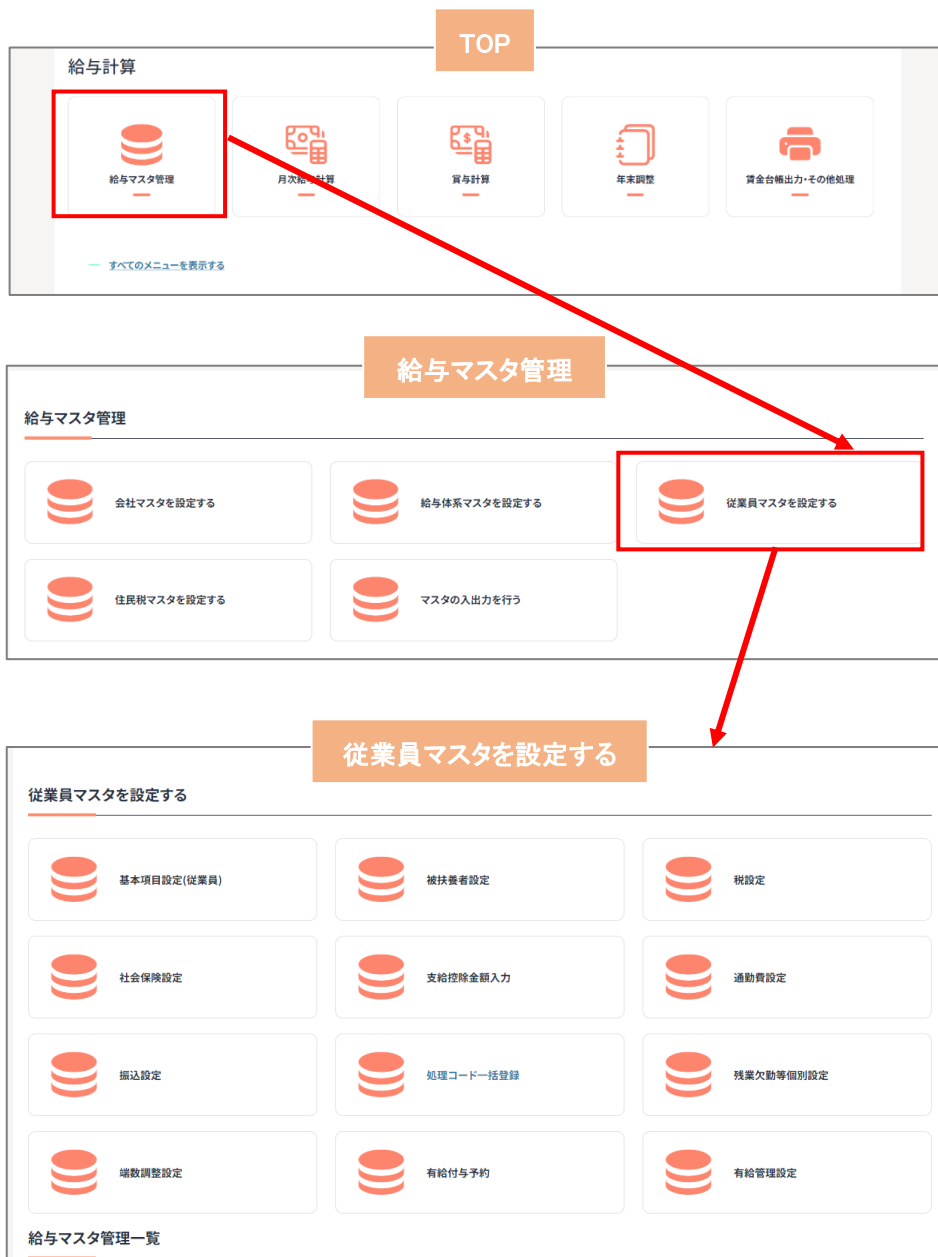 TOP
給与計算
給与マスタ管理
月次給与計算
賞与計算
年末調整
賃金台帳出力・その他処理
すべてのメニューを表示する
給与マスタ管理
給与マスタ管理
会社マスタを設定する
給与体系マスタを設定する
従業員マスタを設定する
住民税マスタを設定する
マスタの入出力を行う
従業員マスタを設定する
従業員マスタを設定する
基本項目設定(従業員)
被扶養者設定
税設定
社会保険設定
支給控除金額入力
通勤費設定
振込設定
処理コード一括登録
残業欠勤等個別設定
端数調整設定
有給付与予約
有給管理設定
給与マスタ管理一覧